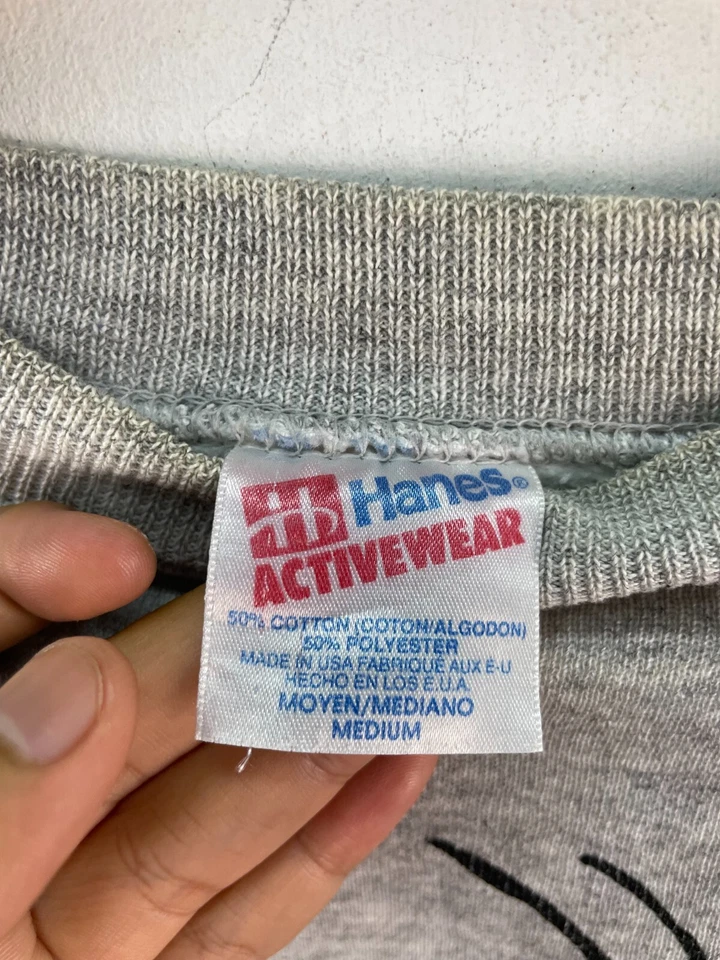 Hanes®
ACTIVEWEAR
50% COTTON (COTON/ALGODON)
50% POLYESTER
MADE IN USA FABRIQUÉ AUX E-U
HECHO EN LOS E.U.A.
MOYEN/MEDIANO
MEDIUM